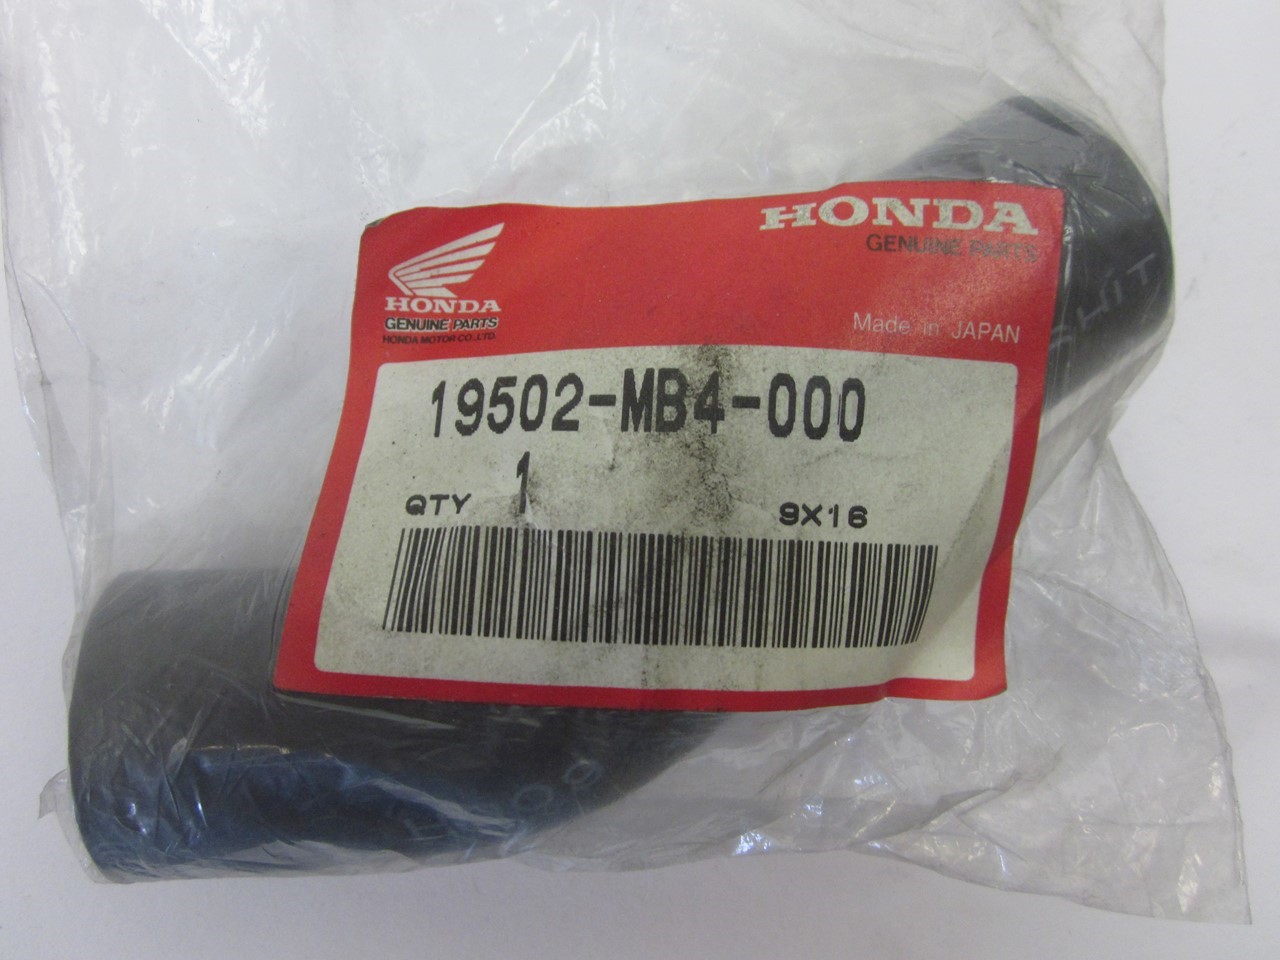 HONDA
GENUINE PARTS
HONDA
GENUINE PARTS
HONDA MOTOR CO.,LTD.
Made in JAPAN
19502-MB4-000
1
QTY
9X16